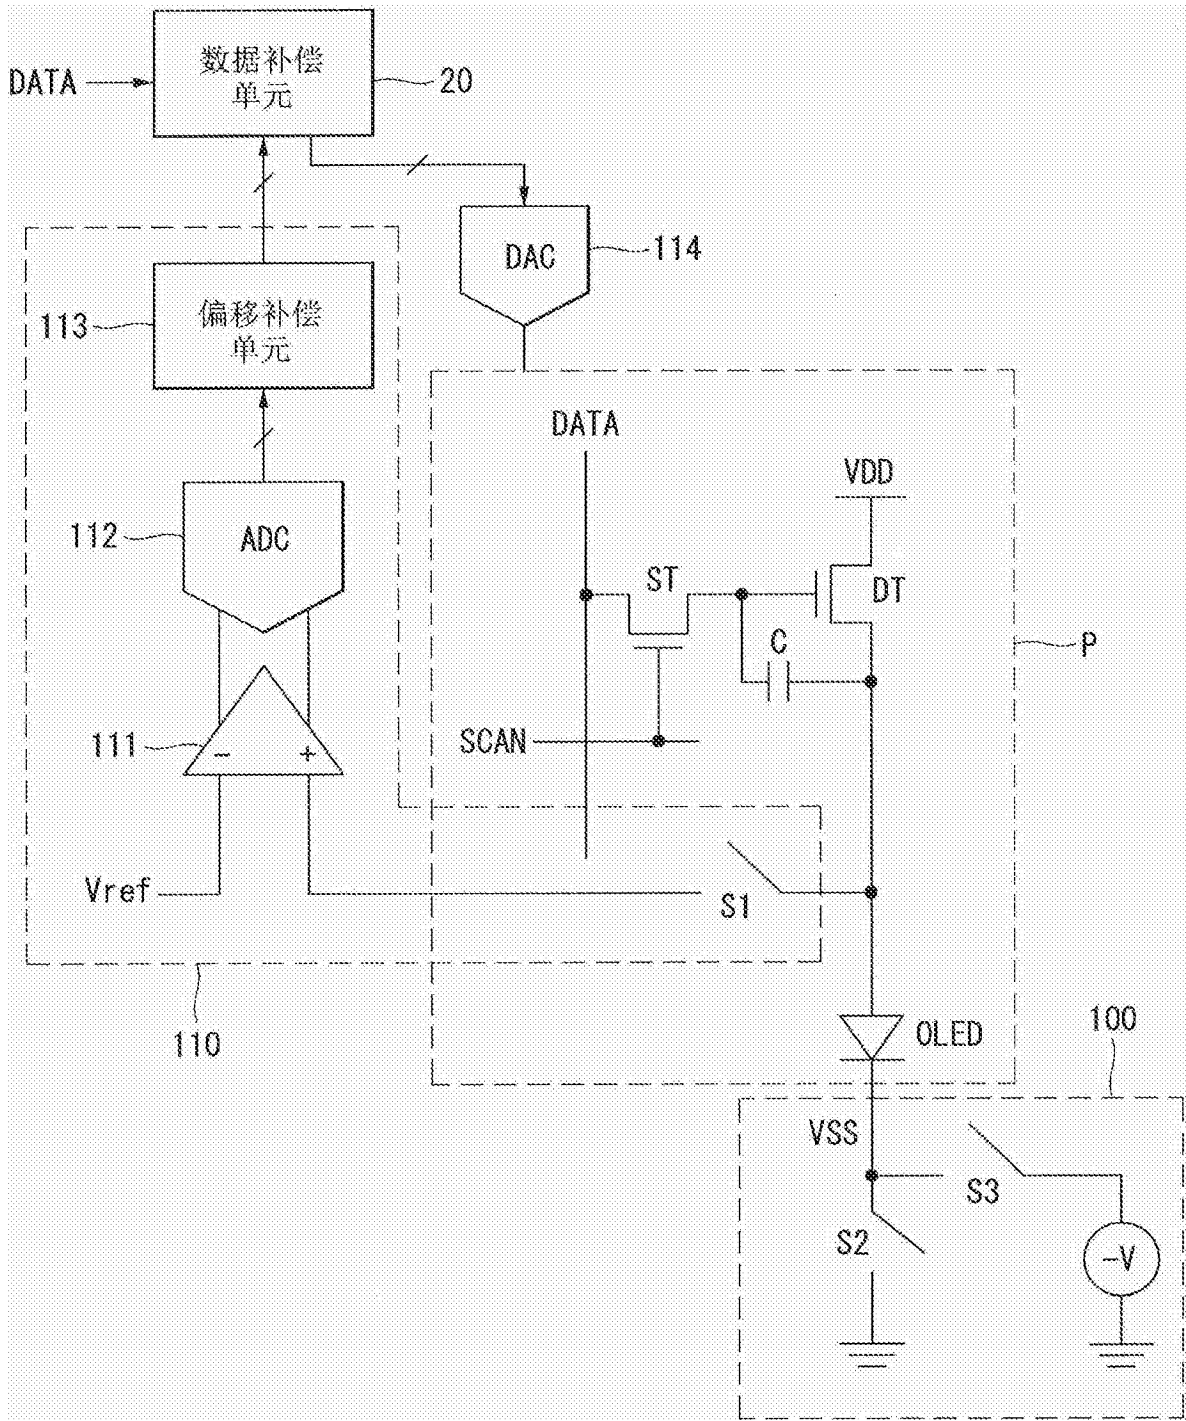 数据补偿
单元
DATA
20
DAC
114
偏移补偿
单元
113
DATA
VDD
ADC
112
ST
DT
C
P
SCAN
111
-
+
Vref
S1
110
OLED
100
VSS
S3
S2
-V